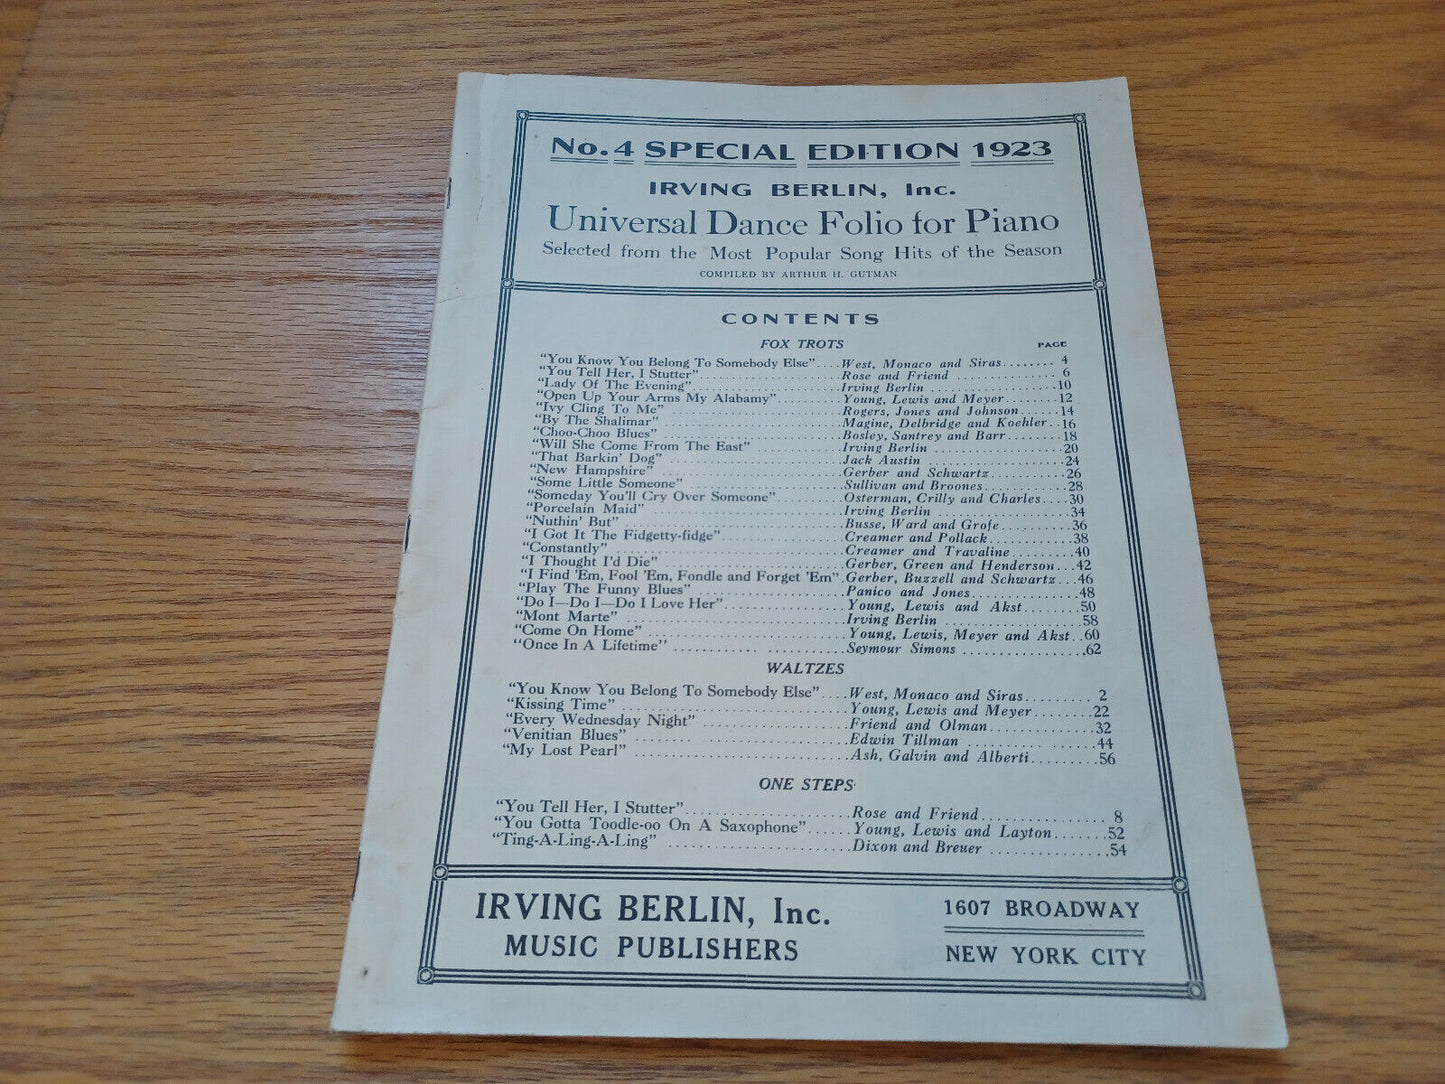 No. 4 SPECIAL EDITION 1923
IRVING BERLIN, Inc.
Universal Dance Folio for Piano
Selected from the Most Popular Song Hits of the Season
COMPILED BY ARTHUR H. GUTMAN
CONTENTS
FOX TROTS PAGE
"You Know You Belong To Somebody Else".... West, Monaco and Siras........ 4
"You Tell Her, I Stutter".................... Rose and Friend ............. 6
"Lady Of The Evening"...................... Irving Berlin ................10
"Open Up Your Arms My Alabamy".......... Young, Lewis and Meyer........12
"Ivy Cling To Me"......................... Rogers, Jones and Johnson......14
"By The Shalimar"......................... Magine, Delbridge and Koehler..16
"Choo-Choo Blues"......................... Bosley, Santrey and Barr.......18
"Will She Come From The East".............. Irving Berlin .................20
"That Barkin' Dog"......................... Jack Austin ..................24
"New Hampshire"........................... Gerber and Schwartz...........26
"Some Little Someone"...................... Sullivan and Broones...........28
"Someday You'll Cry Over Someone"......... Osterman, Crilly and Charles....30
"Porcelain Maid"........................... Irving Berlin .................34
"Nuthin' But".............................. Busse, Ward and Grofe..........36
"I Got It The Fidgetty-fidge"................ Creamer and Pollack............38
"Constantly" .............................. Creamer and Travaline .........40
"I Thought I'd Die"......................... Gerber, Green and Henderson...42
"I Find 'Em, Fool 'Em, Fondle and Forget 'Em". Gerber, Buzzell and Schwartz...46
"Play The Funny Blues"..................... Panico and Jones...............48
"Do I—Do I—Do I Love Her"................ Young, Lewis and Akst.........50
"Mont Marte" ............................. Irving Berlin .................58
"Come On Home" .......................... Young, Lewis, Meyer and Akst..60
"Once In A Lifetime" ....................... Seymour Simons ...............62
WALTZES
"You Know You Belong To Somebody Else".... West, Monaco and Siras......... 2
"Kissing Time" ............................ Young, Lewis and Meyer........22
"Every Wednesday Night" ................... Friend and Olman..............32
"Venitian Blues" ........................... Edwin Tillman ................44
"My Lost Pearl" ........................... Ash, Galvin and Alberti.........56
ONE STEPS
"You Tell Her, I Stutter"..................... Rose and Friend................ 8
"You Gotta Toodle-oo On A Saxophone"...... Young, Lewis and Layton.......52
"Ting-A-Ling-A-Ling" ...................... Dixon and Breuer ..............54
IRVING BERLIN, Inc.
MUSIC PUBLISHERS
1607 BROADWAY
NEW YORK CITY